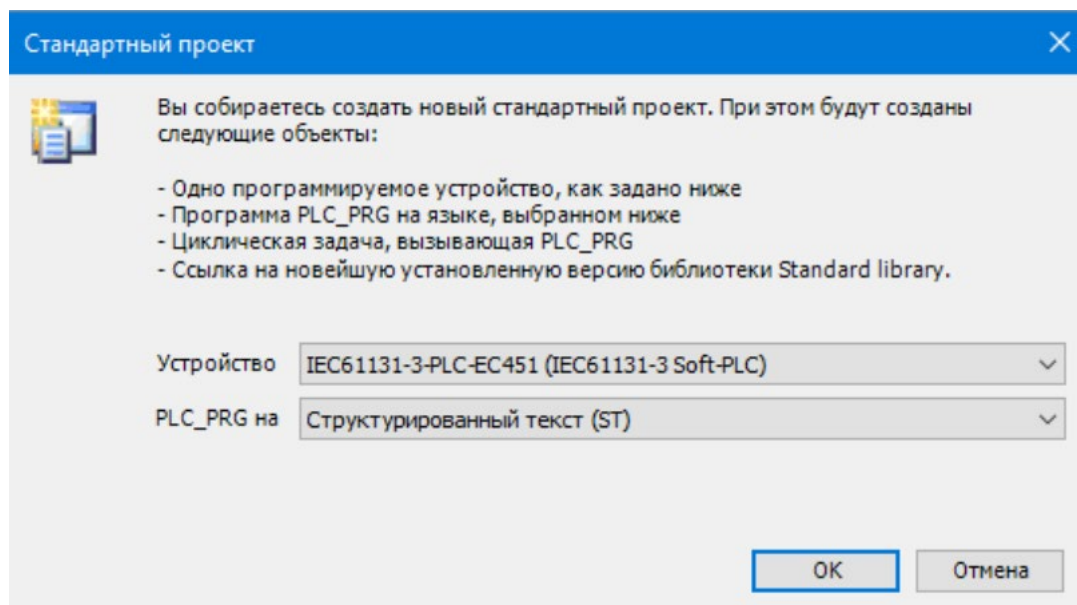 Стандартный проект
Вы собираетесь создать новый стандартный проект. При этом будут созданы
следующие объекты:
- Одно программируемое устройство, как задано ниже
- Программа PLC_PRG на языке, выбранном ниже
- Циклическая задача, вызывающая PLC_PRG
- Ссылка на новейшую установленную версию библиотеки Standard library.
Устройство IEC61131-3-PLC-EC451 (IEC61131-3 Soft-PLC)
PLC_PRG на Структурированный текст (ST)
OK Отмена